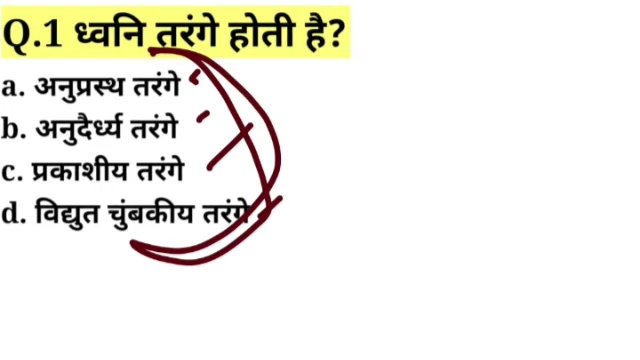 Q.1 ध्वनि तरंगे होती है?
a. अनुप्रस्थ तरंगे
b. अनुदैर्ध्य तरंगे
c. प्रकाशीय तरंगे
d. विद्युत चुंबकीय तरंगे